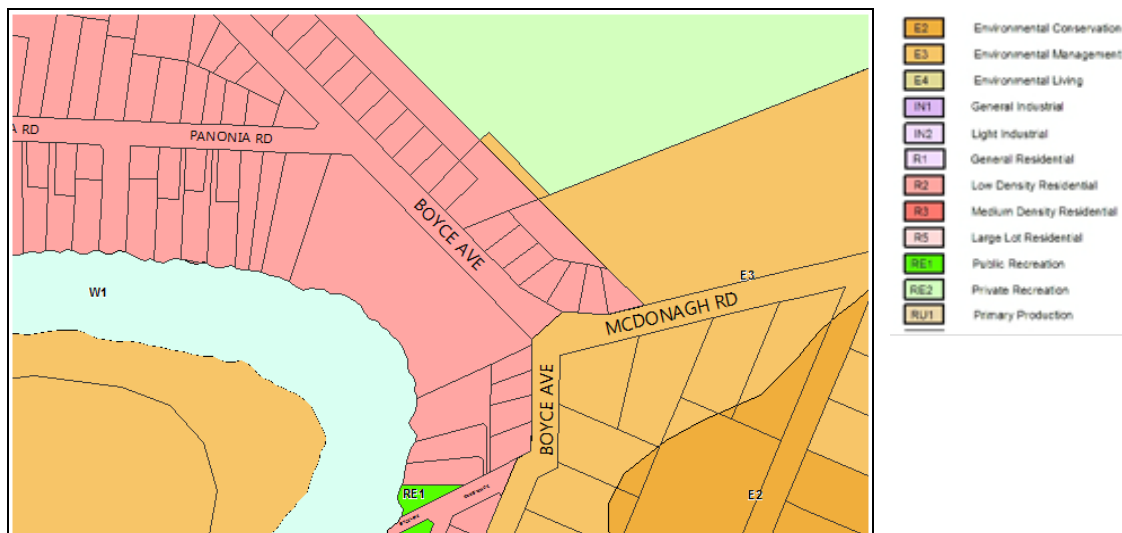 A RD
PANONIA RD
BOYCE AVE
W1
E3
MCDONAGH RD
BOYCE AVE
RE1
E2
E2 Environmental Conservation
E3 Environmental Management
E4 Environmental Living
IN1 General Industrial
IN2 Light Industrial
R1 General Residential
R2 Low Density Residential
R3 Medium Density Residential
R5 Large Lot Residential
RE1 Public Recreation
RE2 Private Recreation
RU1 Primary Production